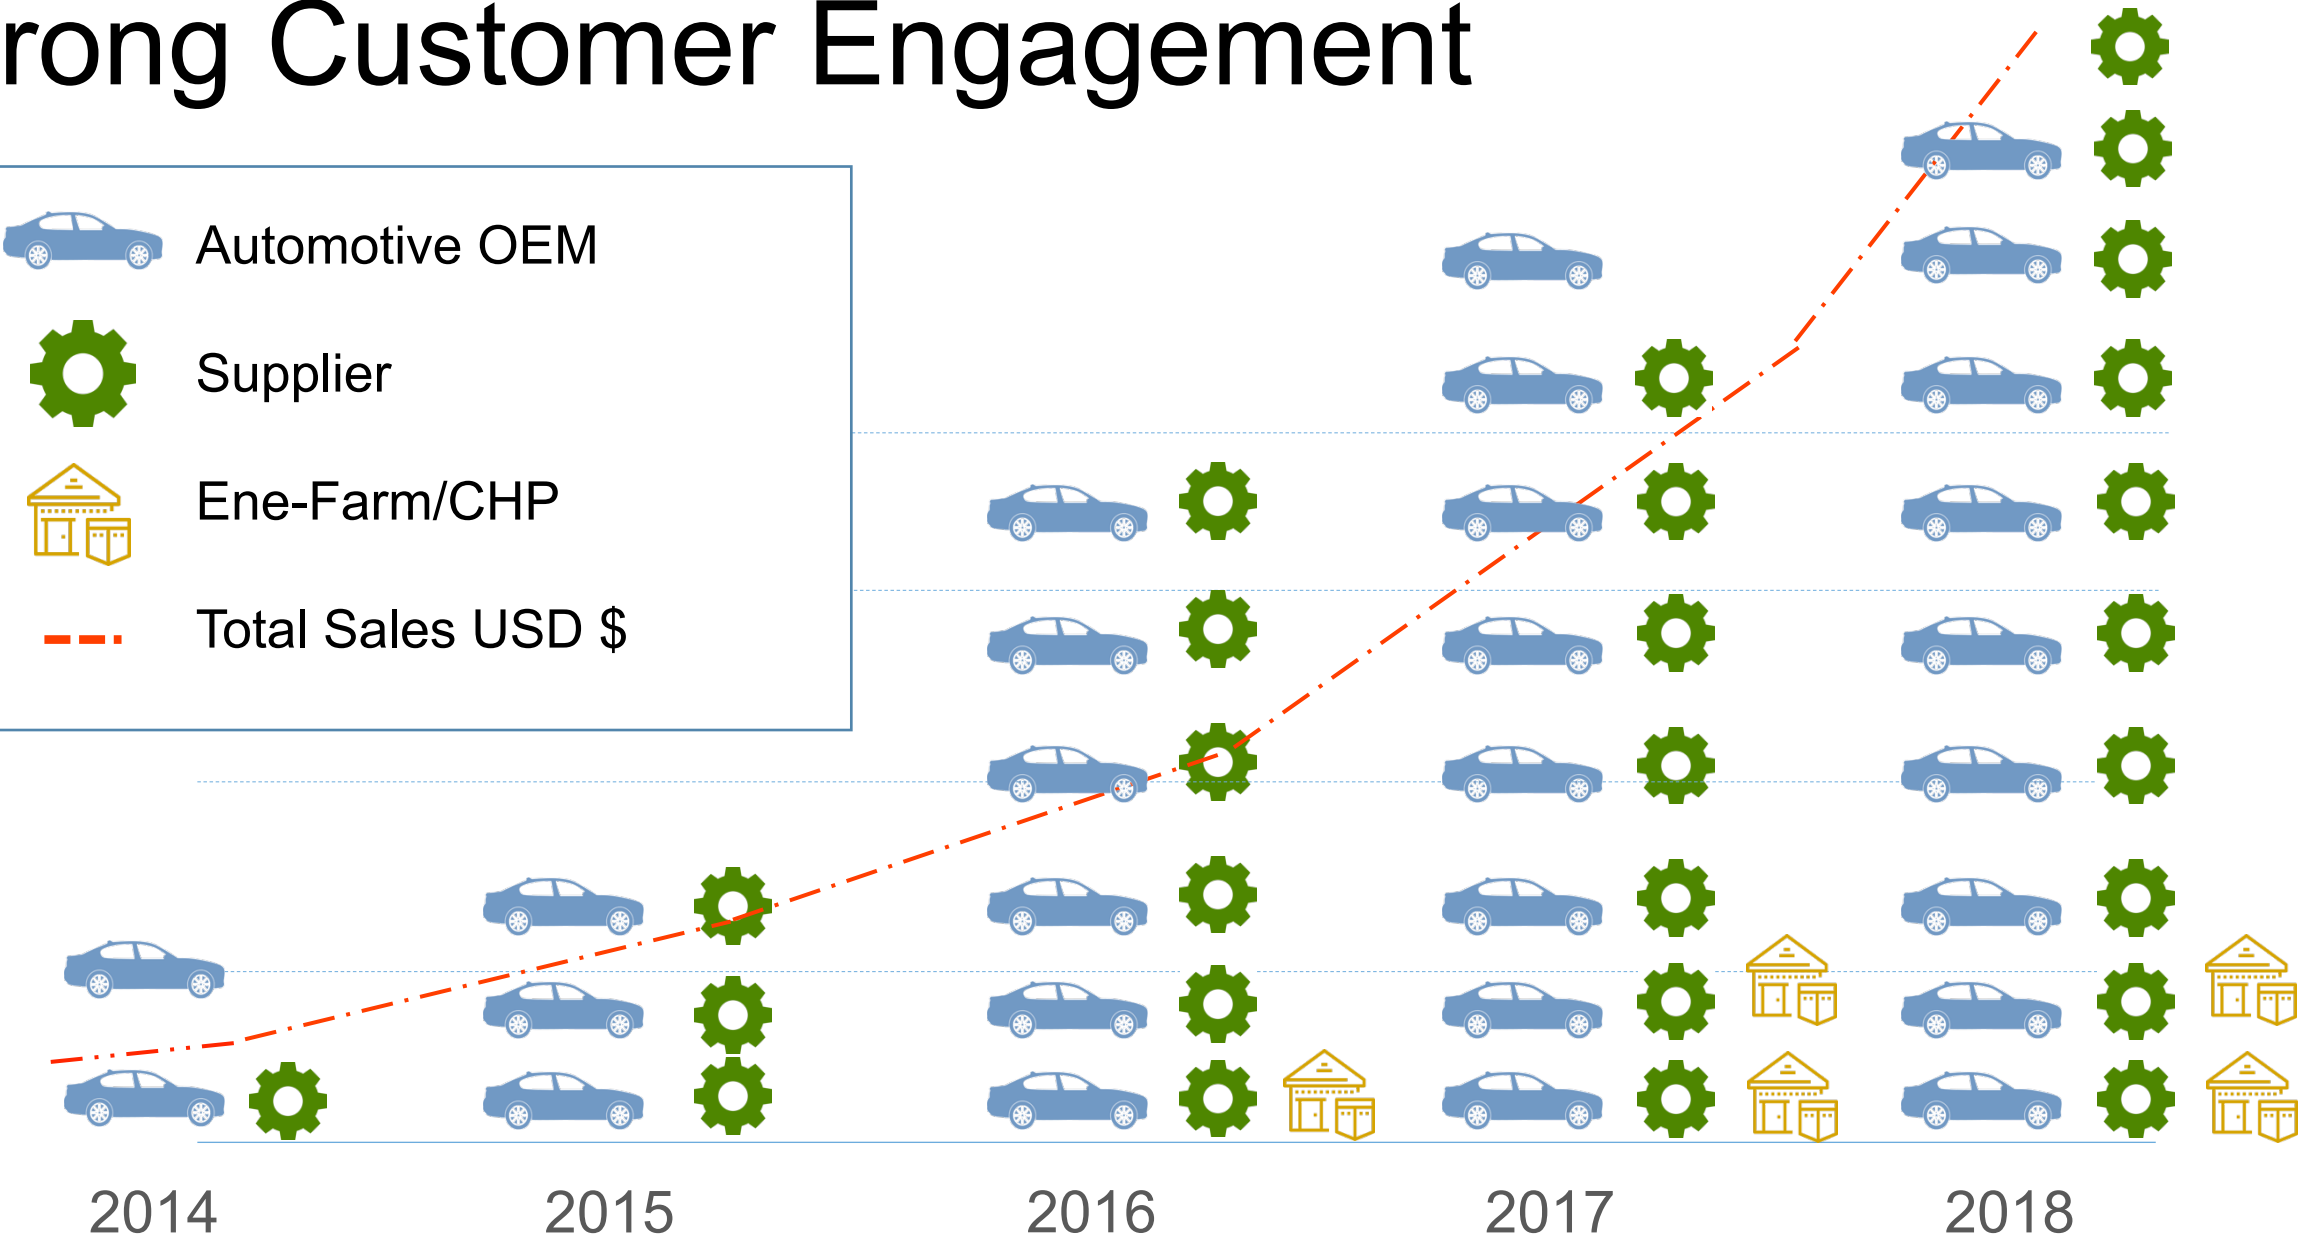 rong Customer Engagement
Automotive OEM
Supplier
Ene-Farm/CHP
Total Sales USD $
2014 2015 2016 2017 2018